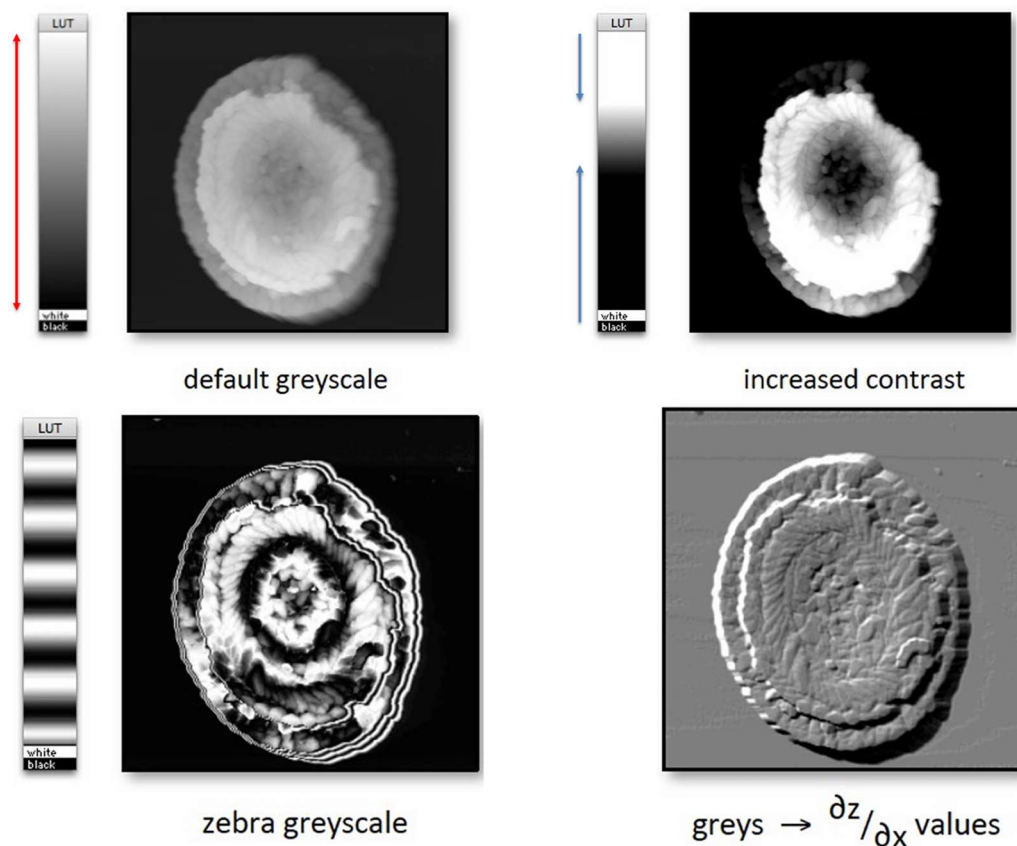 LUT
white
black
default greyscale
LUT
white
black
increased contrast
LUT
white
black
zebra greyscale
greys → ∂z/∂x values